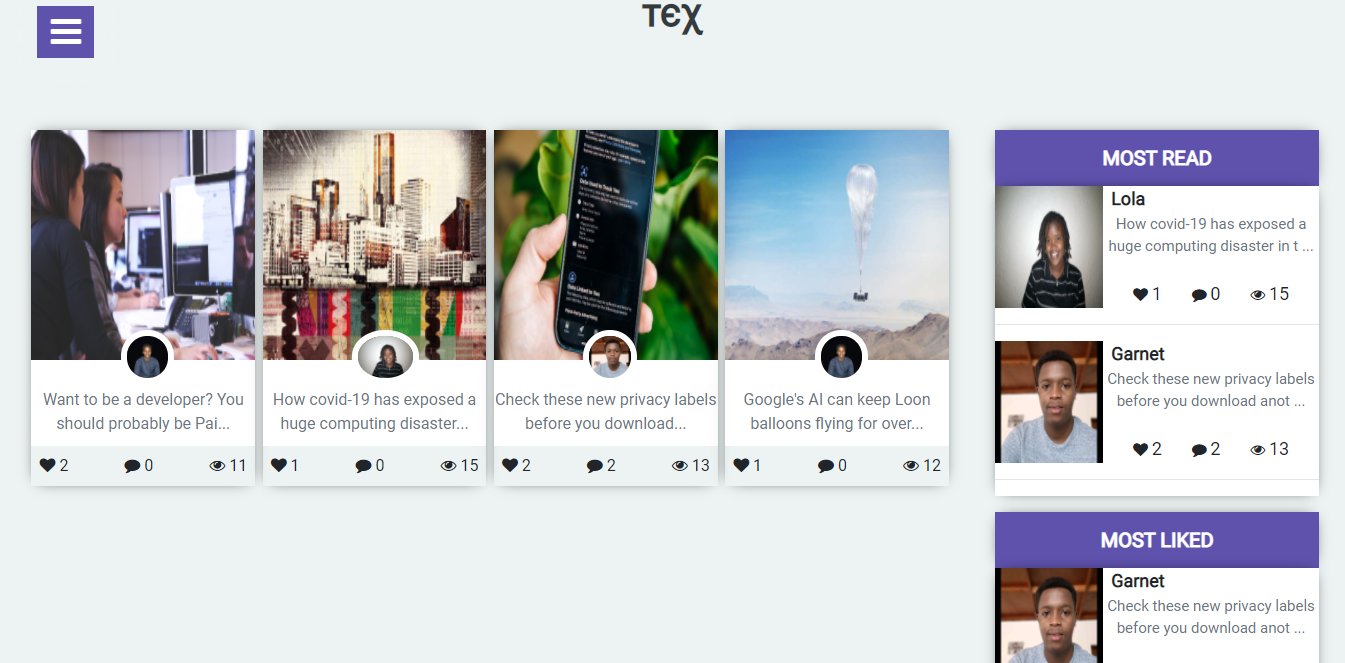 TЄX
Want to be a developer? You
should probably be Pai...
2 0 11
How covid-19 has exposed a
huge computing disaster...
1 0 15
Check these new privacy labels
before you download...
2 2 13
Google's AI can keep Loon
balloons flying for over...
1 0 12
MOST READ
Lola
How covid-19 has exposed a
huge computing disaster in t ...
1 0 15
Garnet
Check these new privacy labels
before you download anot ...
2 2 13
MOST LIKED
Garnet
Check these new privacy labels
before you download anot ...